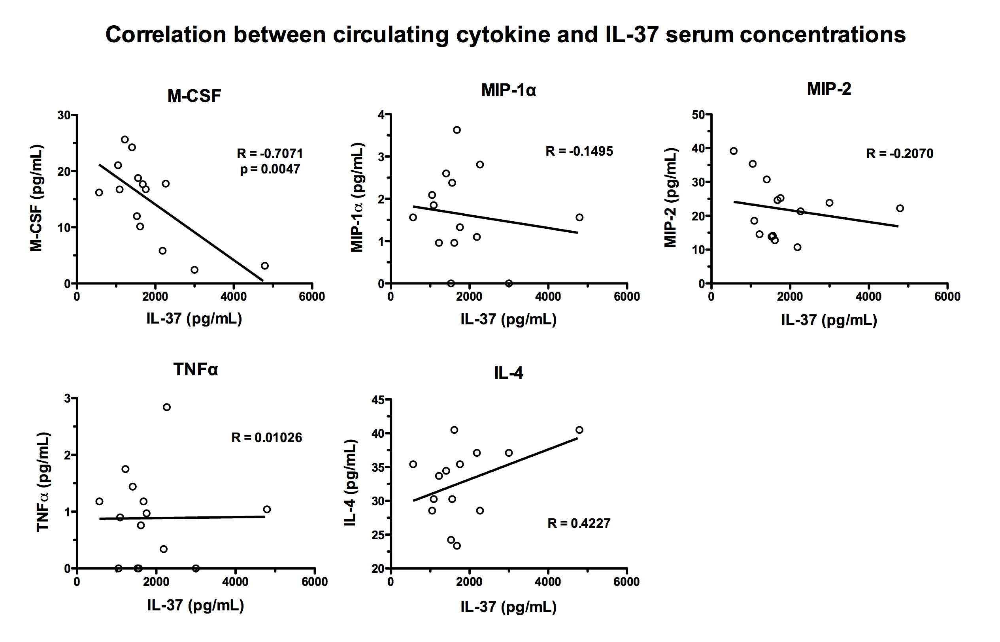 Correlation between circulating cytokine and IL-37 serum concentrations
M-CSF
30
20
10
0
M-CSF (pg/mL)
R = -0.7071
p = 0.0047
0 2000 4000 6000
IL-37 (pg/mL)
MIP-1α
4
3
2
1
0
MIP-1α (pg/mL)
R = -0.1495
0 2000 4000 6000
IL-37 (pg/mL)
MIP-2
50
40
30
20
10
0
MIP-2 (pg/mL)
R = -0.2070
0 2000 4000 6000
IL-37 (pg/mL)
TNFα
3
2
1
0
TNFα (pg/mL)
R = 0.01026
0 2000 4000 6000
IL-37 (pg/mL)
IL-4
45
40
35
30
25
20
IL-4 (pg/mL)
R = 0.4227
0 2000 4000 6000
IL-37 (pg/mL)